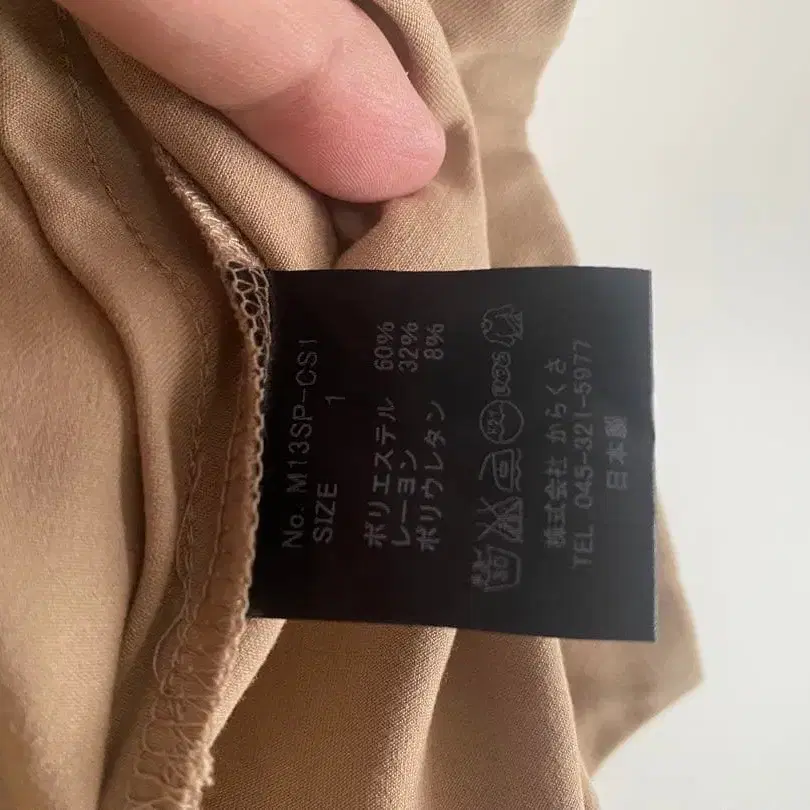 No. M13SP-CS1
SIZE 1
ポリエステル 60%
レーヨン 32%
ポリウレタン 8%
株式会社 からくさ
TEL 045-321-5977
日本製